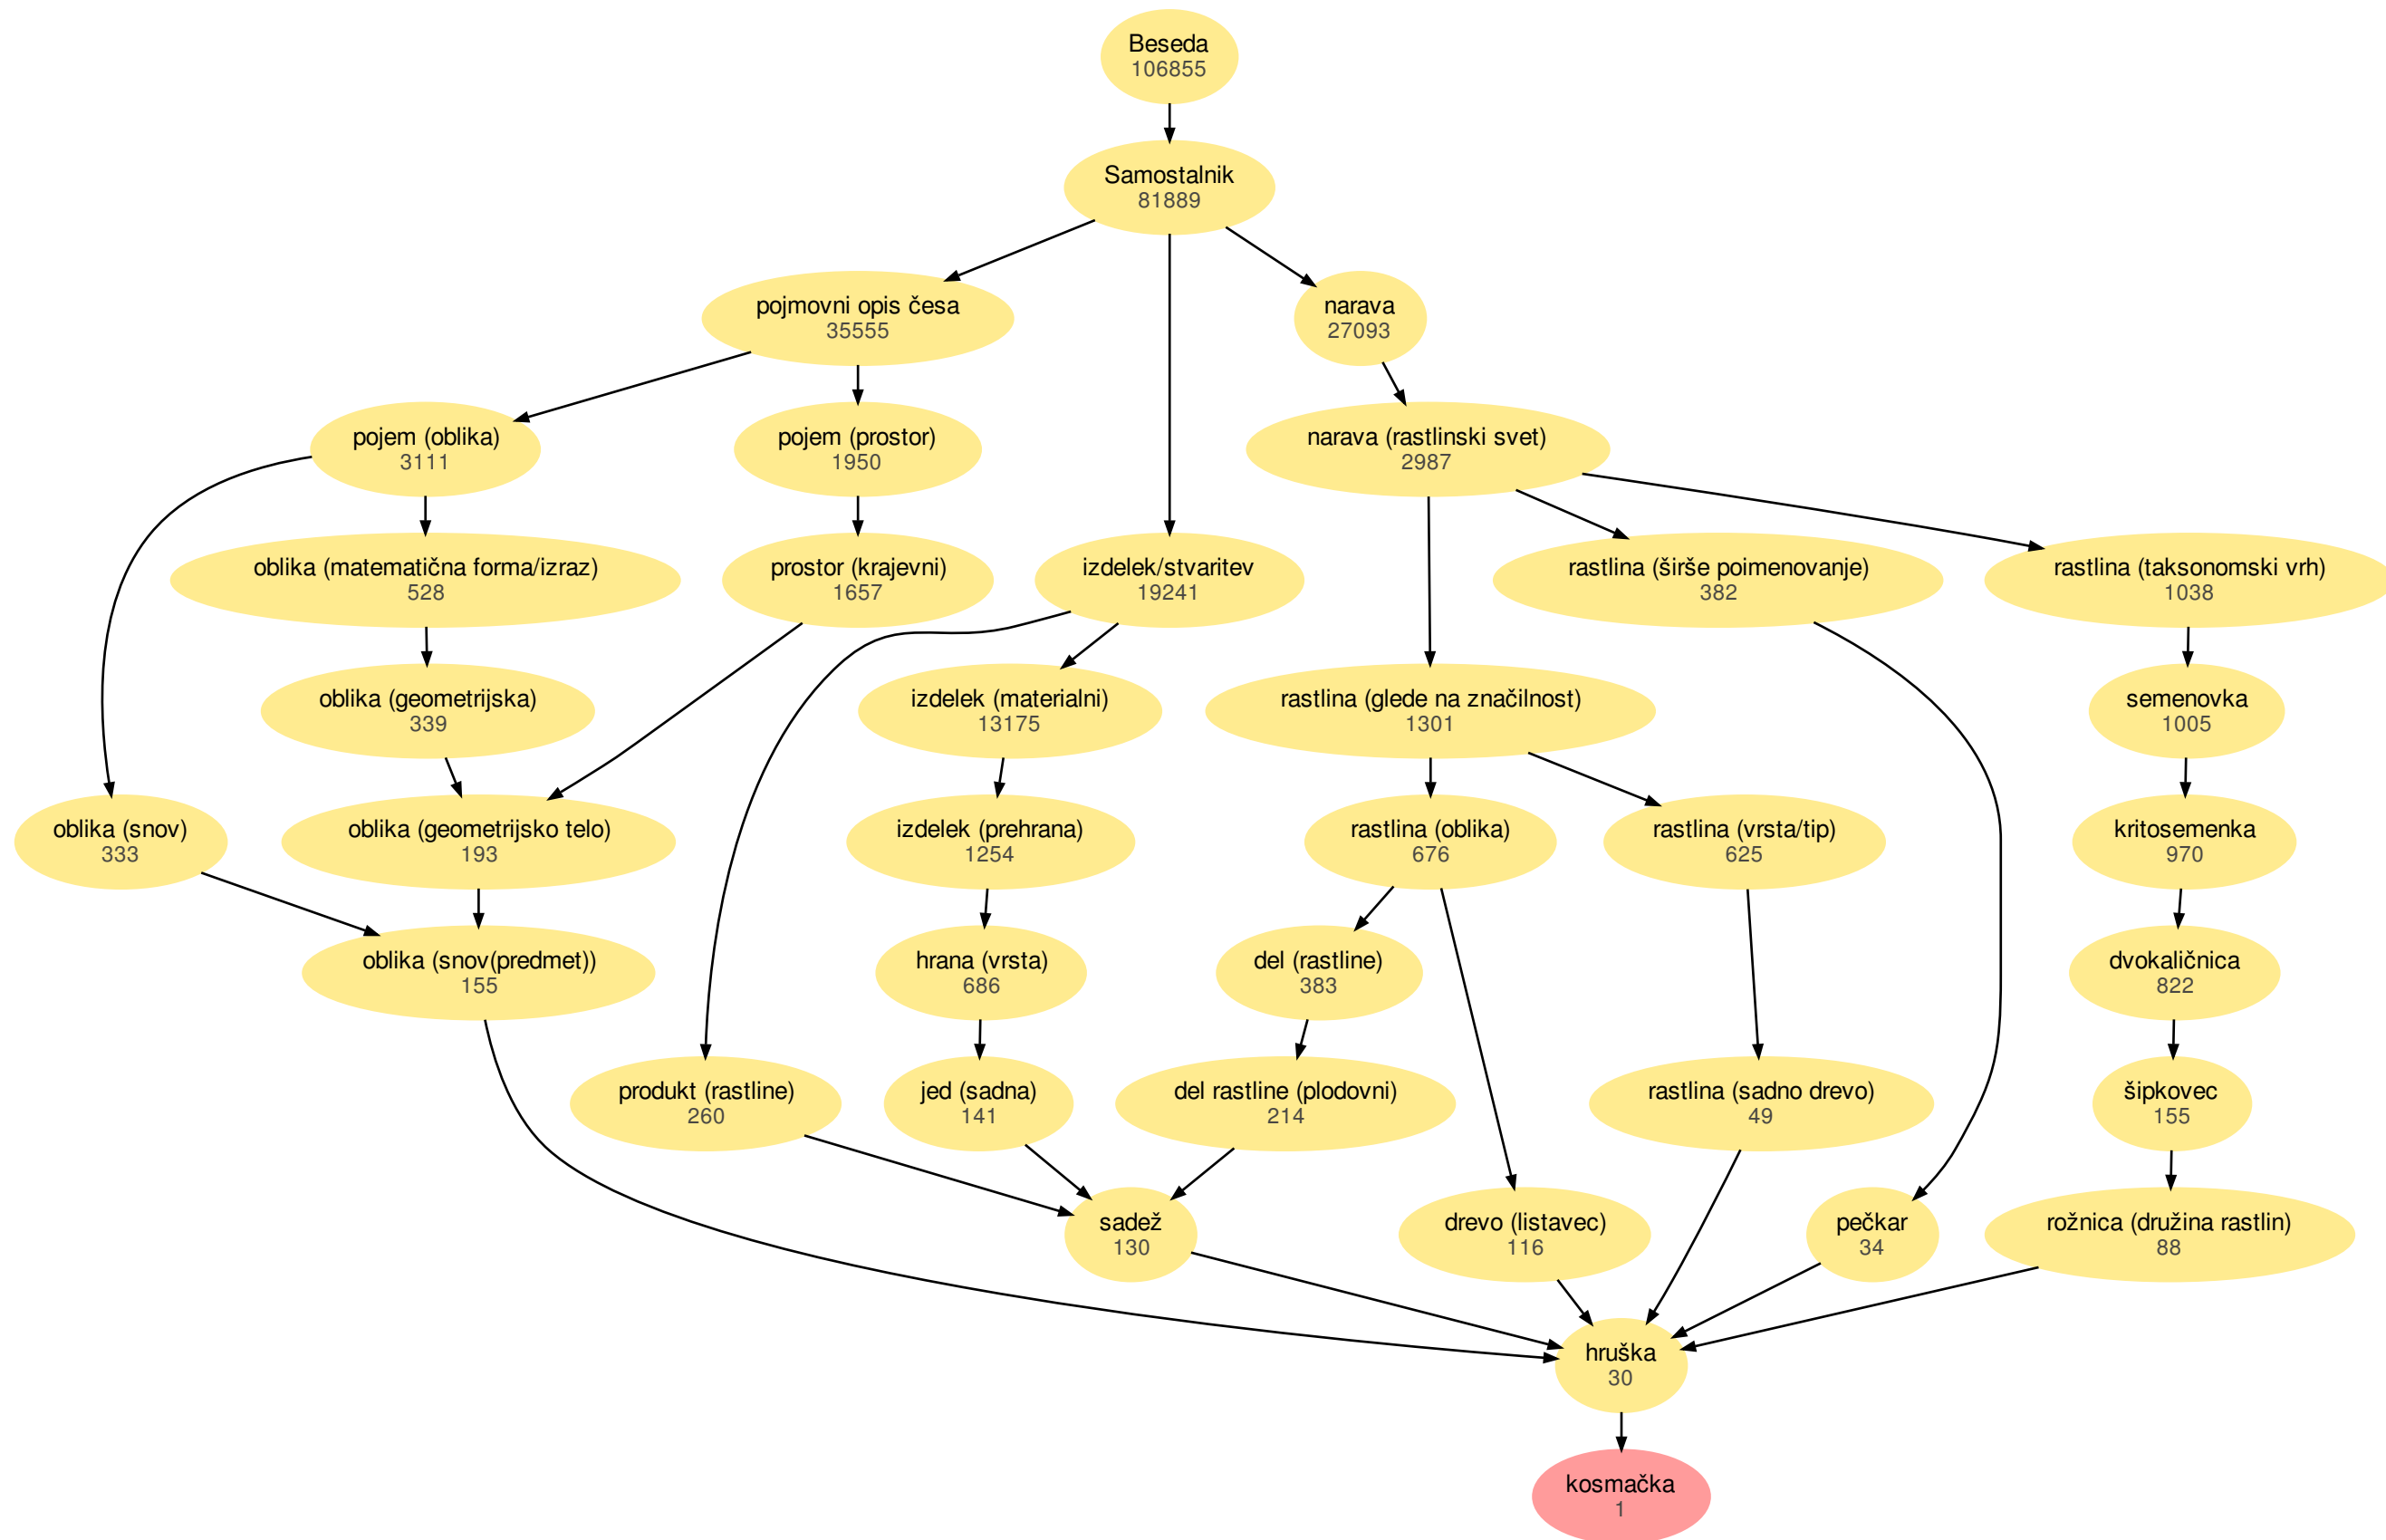 Beseda
106855
Samostalnik
81889
pojmovni opis česa
35555
narava
27093
pojem (oblika)
3111
pojem (prostor)
1950
narava (rastlinski svet)
2987
oblika (matematična forma/izraz)
528
prostor (krajevni)
1657
izdelek/stvaritev
19241
rastlina (širše poimenovanje)
382
rastlina (taksonomski vrh)
1038
oblika (geometrijska)
339
izdelek (materialni)
13175
rastlina (glede na značilnost)
1301
semenovka
1005
oblika (snov)
333
oblika (geometrijsko telo)
193
izdelek (prehrana)
1254
rastlina (oblika)
676
rastlina (vrsta/tip)
625
kritosemenka
970
oblika (snov(predmet))
155
hrana (vrsta)
686
del (rastline)
383
dvokaličnica
822
produkt (rastline)
260
jed (sadna)
141
del rastline (plodovni)
214
rastlina (sadno drevo)
49
šipkovec
155
sadež
130
drevo (listavec)
116
pečkar
34
rožnica (družina rastlin)
88
hruška
30
kosmačka
1